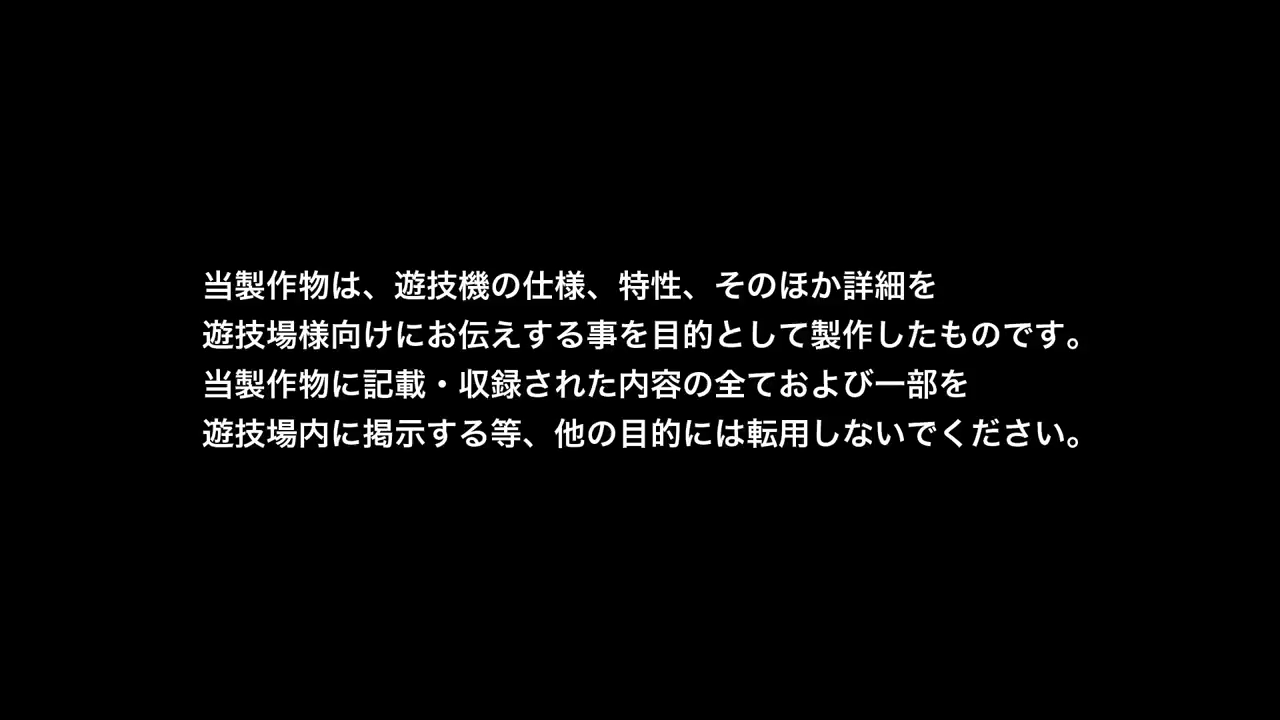 当製作物は、遊技機の仕様、特性、そのほか詳細を
遊技場様向けにお伝えする事を目的として製作したものです。
当製作物に記載・収録された内容の全ておよび一部を
遊技場内に掲示する等、他の目的には転用しないでください。